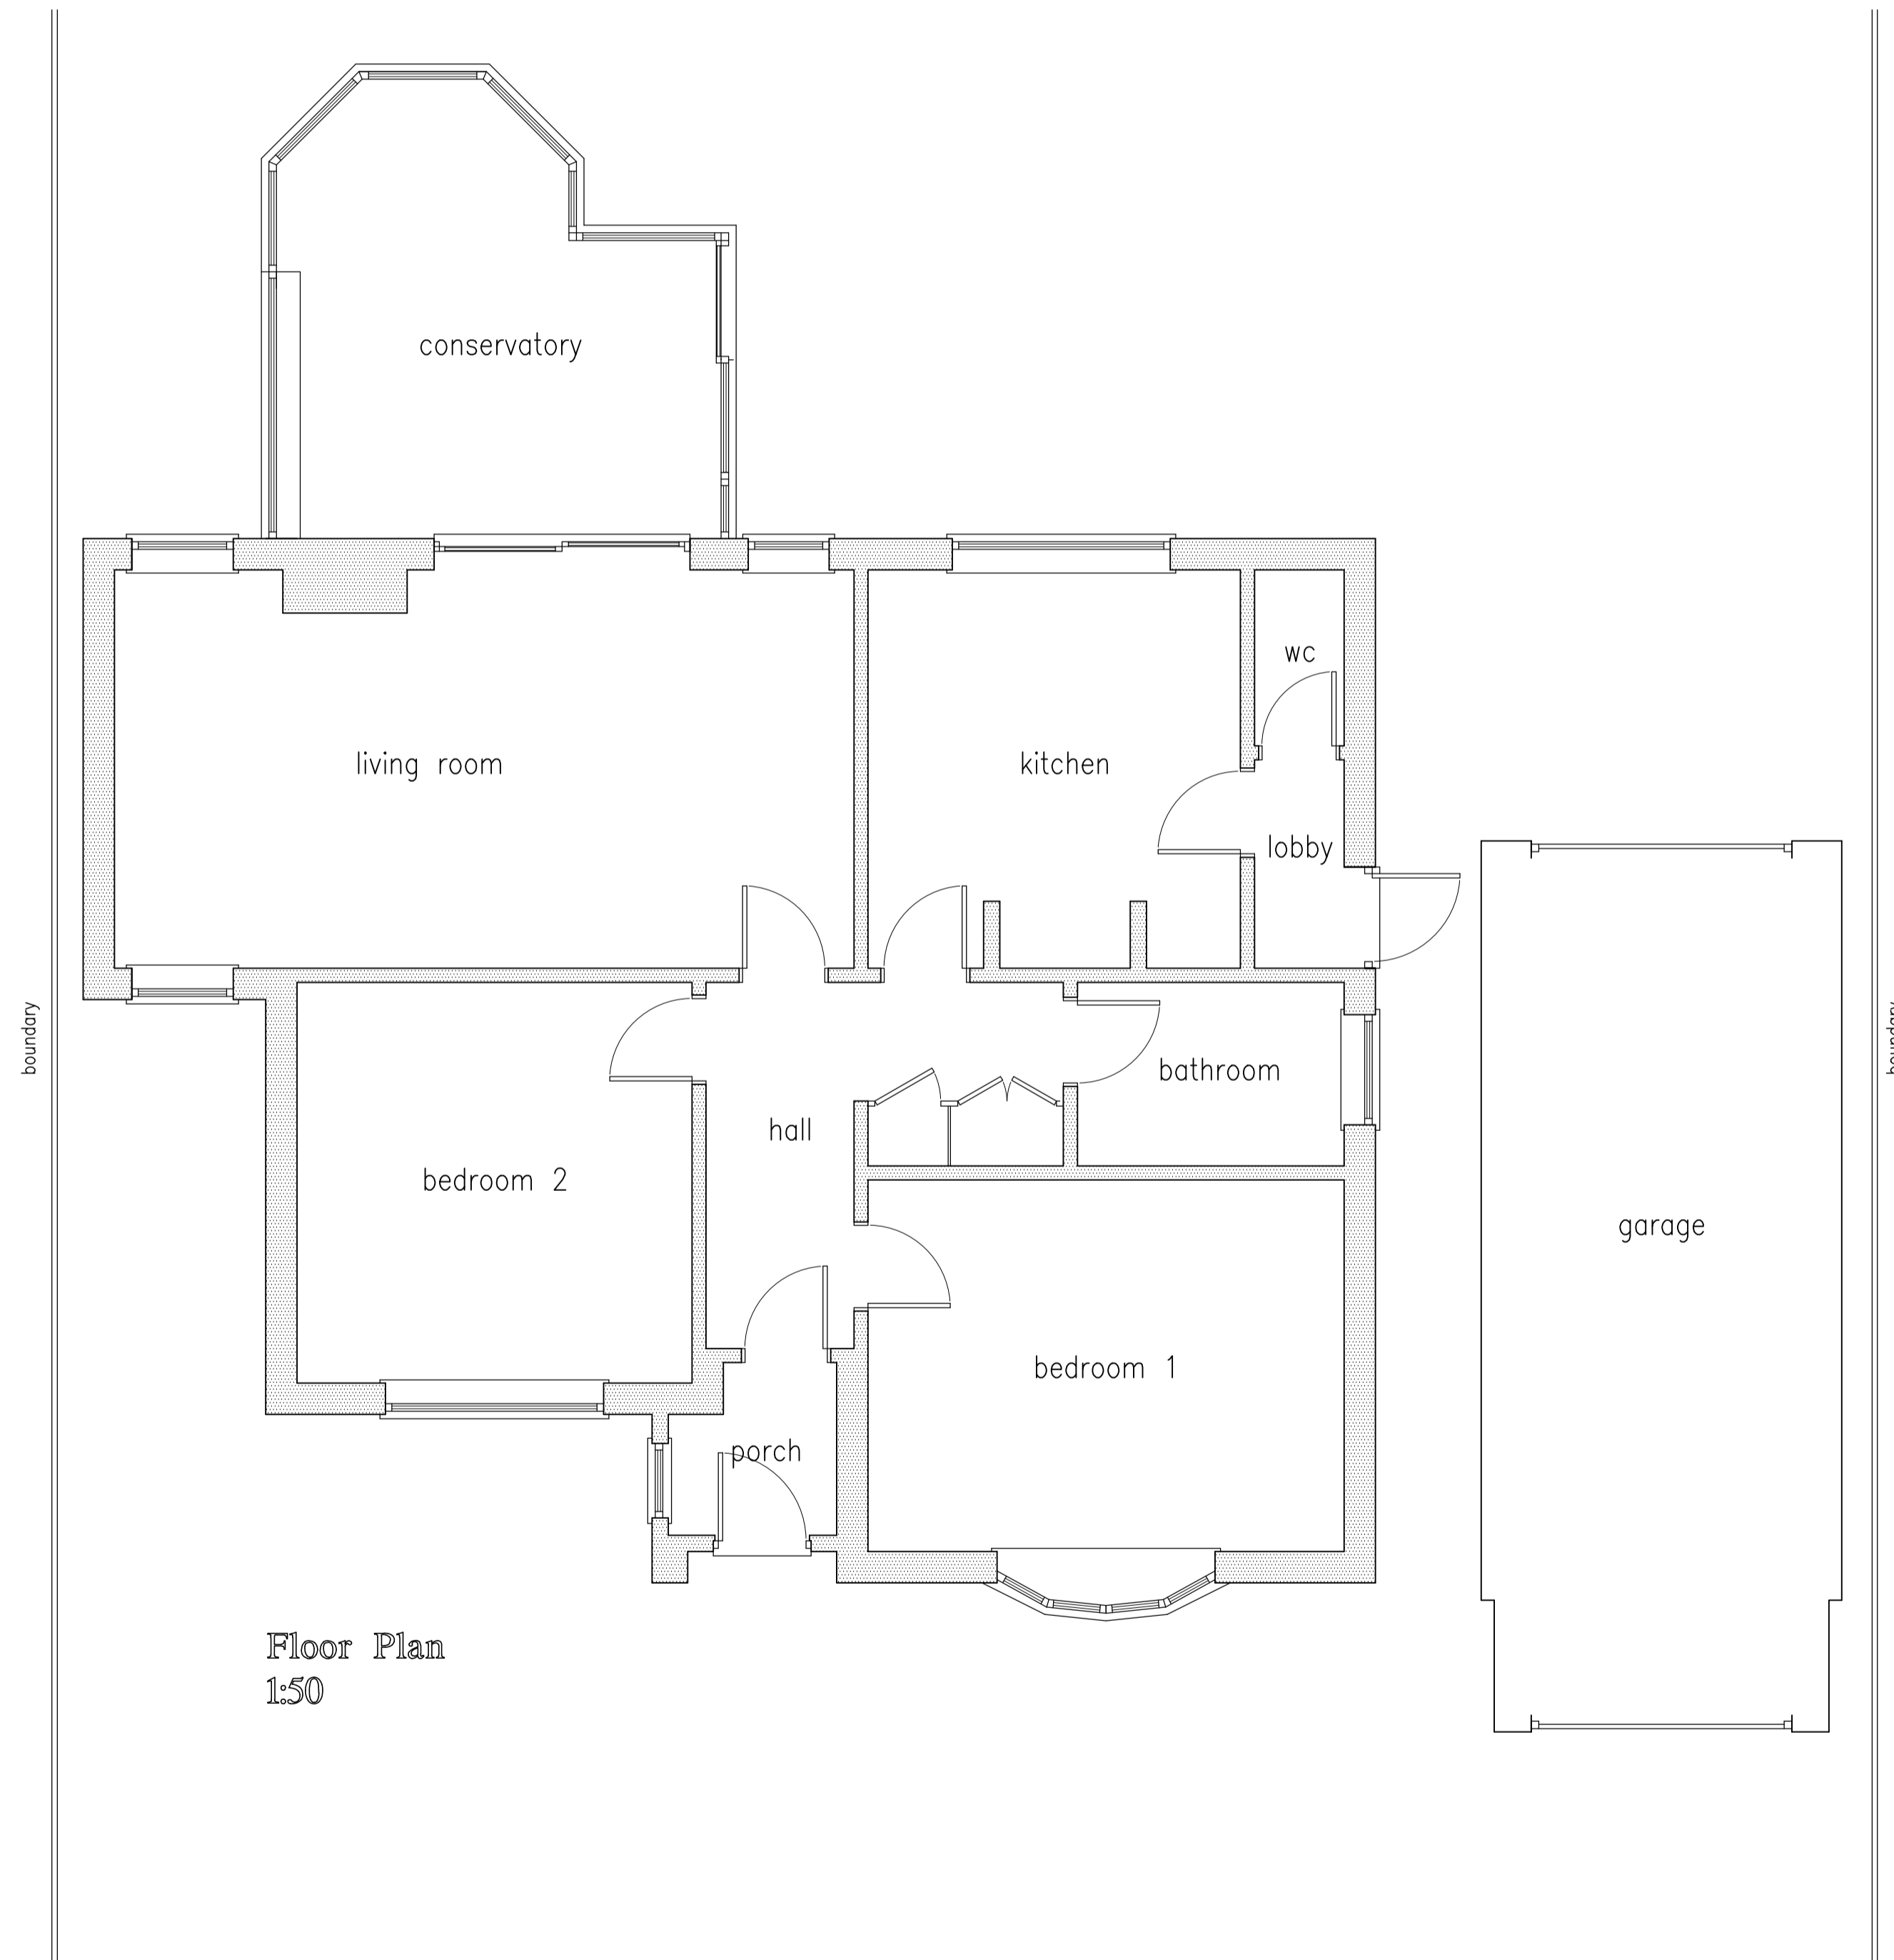 conservatory
wc
living room
kitchen
lobby
boundary
boundary
bathroom
hall
bedroom 2
garage
bedroom 1
porch
Floor Plan
1:50